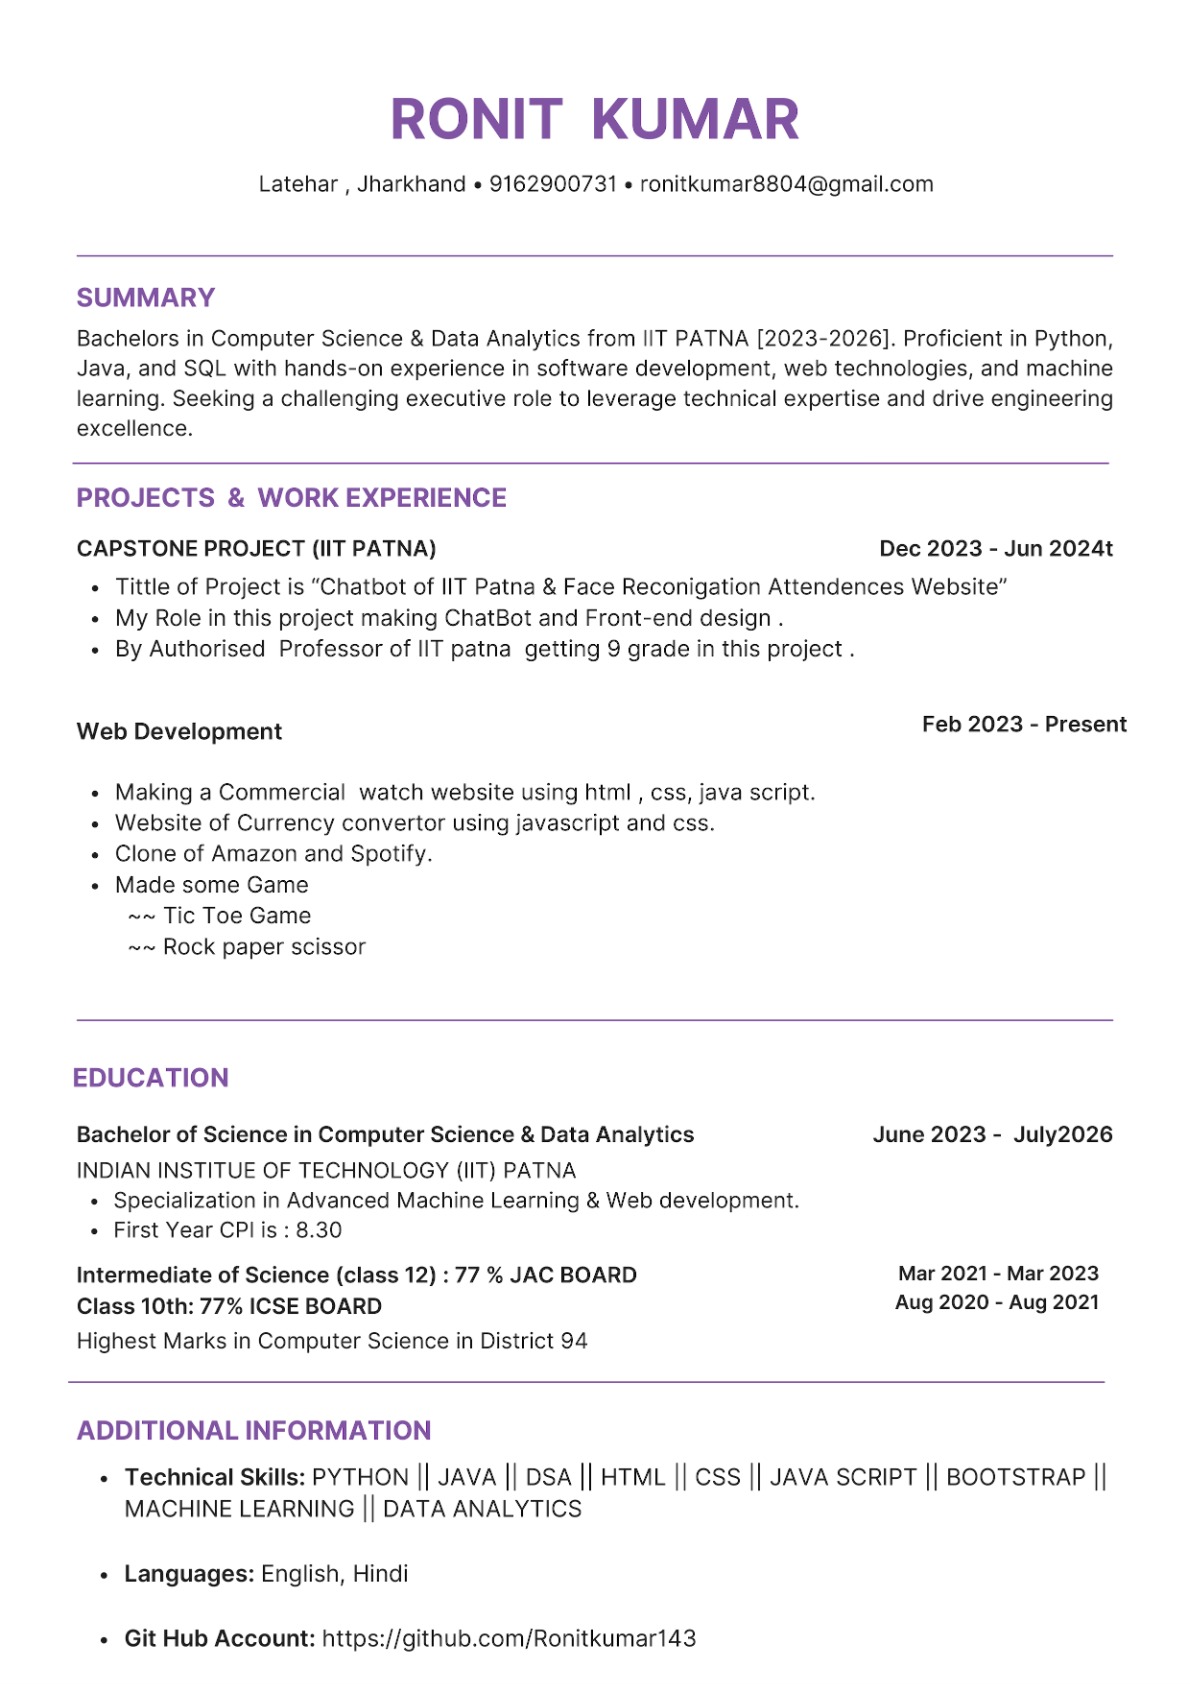 RONIT KUMAR
Latehar , Jharkhand • 9162900731 • ronitkumar8804@gmail.com
SUMMARY
Bachelors in Computer Science & Data Analytics from IIT PATNA [2023-2026]. Proficient in Python,
Java, and SQL with hands-on experience in software development, web technologies, and machine
learning. Seeking a challenging executive role to leverage technical expertise and drive engineering
excellence.
PROJECTS & WORK EXPERIENCE
CAPSTONE PROJECT (IIT PATNA) Dec 2023 - Jun 2024t
• Tittle of Project is “Chatbot of IIT Patna & Face Reconigation Attendences Website”
• My Role in this project making ChatBot and Front-end design .
• By Authorised Professor of IIT patna getting 9 grade in this project .
Web Development Feb 2023 - Present
• Making a Commercial watch website using html , css, java script.
• Website of Currency convertor using javascript and css.
• Clone of Amazon and Spotify.
• Made some Game
~~ Tic Toe Game
~~ Rock paper scissor
EDUCATION
Bachelor of Science in Computer Science & Data Analytics June 2023 - July2026
INDIAN INSTITUE OF TECHNOLOGY (IIT) PATNA
• Specialization in Advanced Machine Learning & Web development.
• First Year CPI is : 8.30
Intermediate of Science (class 12) : 77 % JAC BOARD Mar 2021 - Mar 2023
Class 10th: 77% ICSE BOARD Aug 2020 - Aug 2021
Highest Marks in Computer Science in District 94
ADDITIONAL INFORMATION
• Technical Skills: PYTHON || JAVA || DSA || HTML || CSS || JAVA SCRIPT || BOOTSTRAP ||
MACHINE LEARNING || DATA ANALYTICS
• Languages: English, Hindi
• Git Hub Account: https://github.com/Ronitkumar143